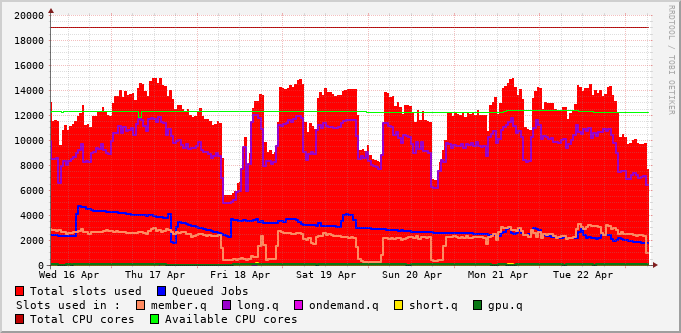 RRDTOOL / TOBI OETIKER
20000
18000
16000
14000
12000
10000
8000
6000
4000
2000
0
Wed 16 Apr Thu 17 Apr Fri 18 Apr Sat 19 Apr Sun 20 Apr Mon 21 Apr Tue 22 Apr
Total slots used Queued Jobs
Slots used in : member.q long.q ondemand.q short.q gpu.q
Total CPU cores Available CPU cores